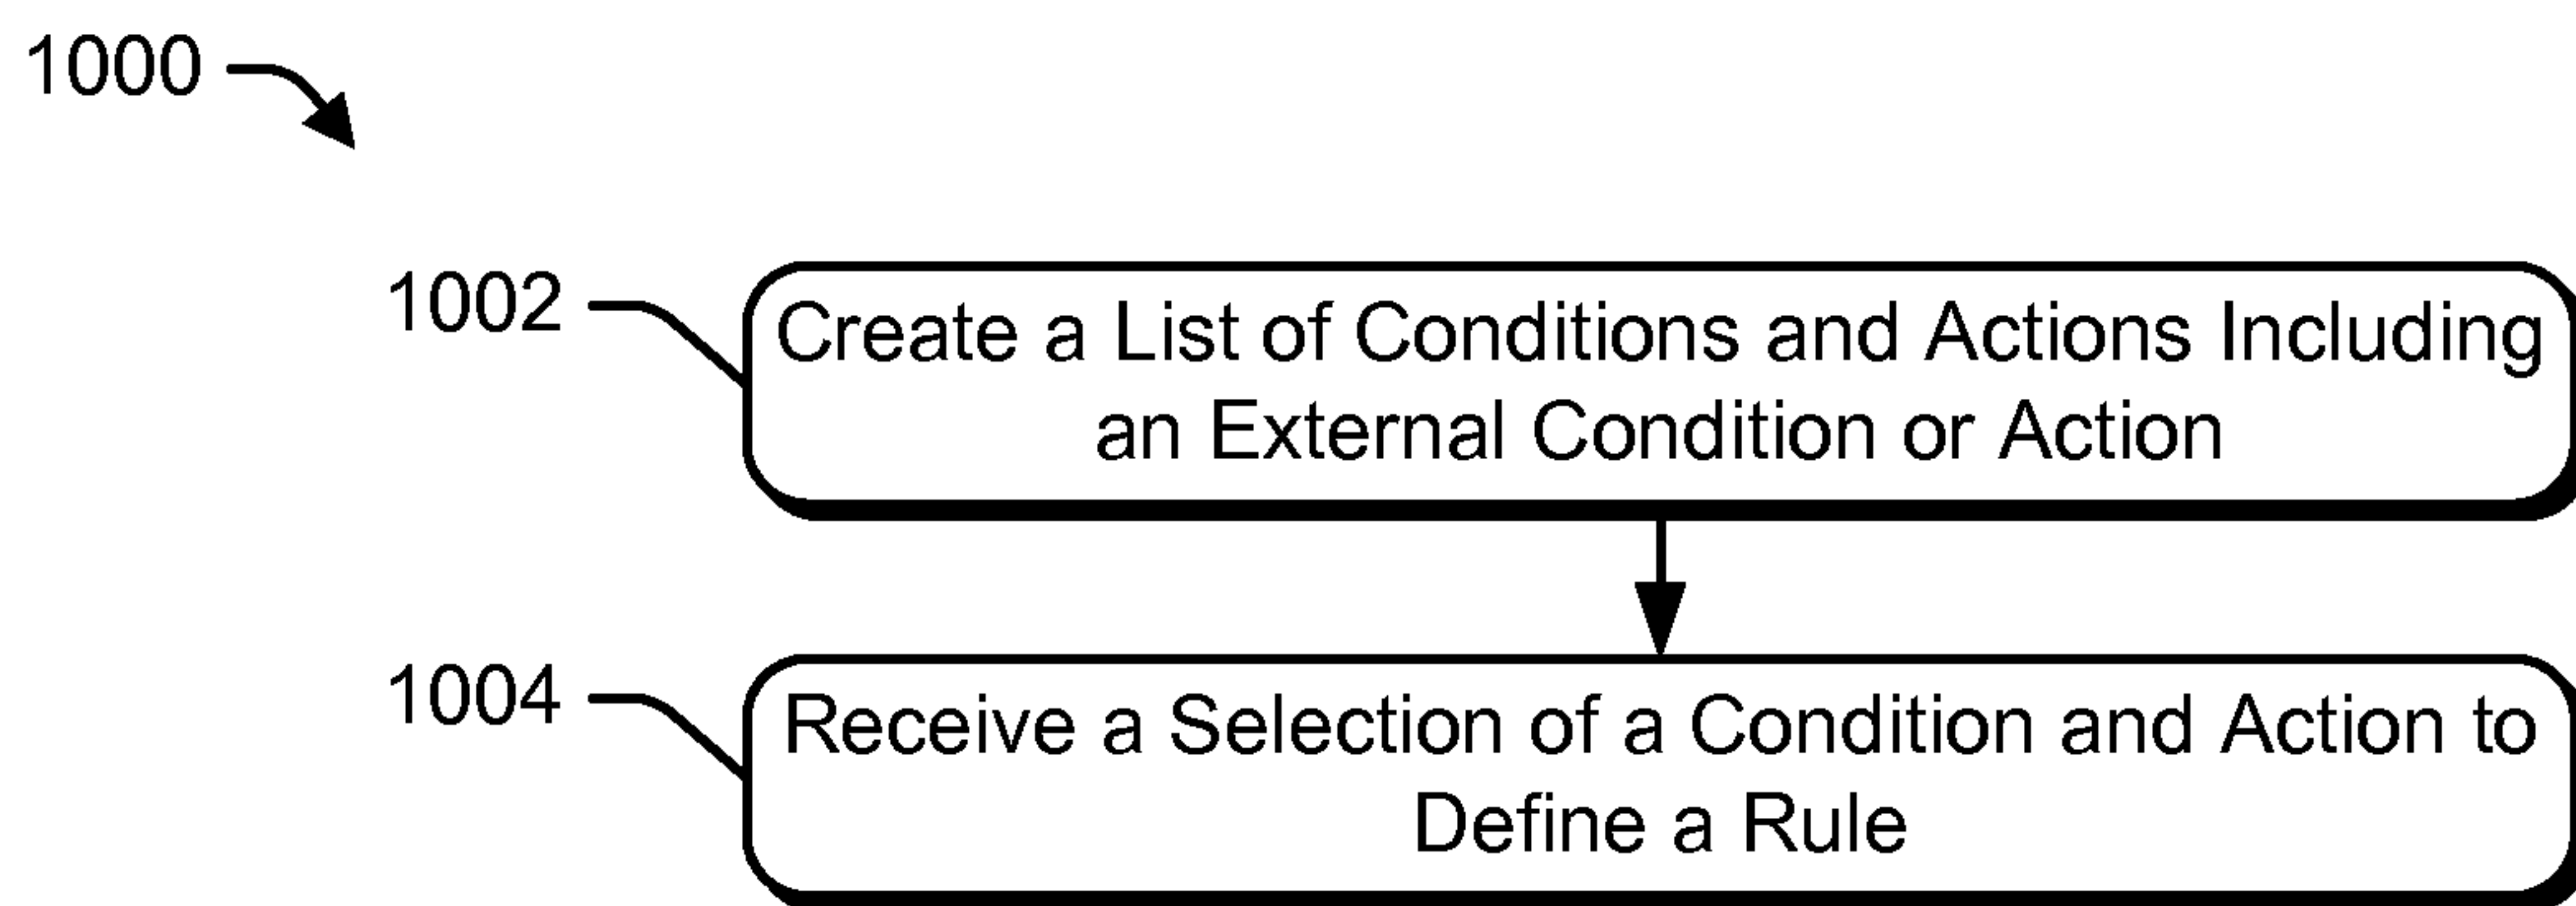 1000
1002
Create a List of Conditions and Actions Including
an External Condition or Action
1004
Receive a Selection of a Condition and Action to
Define a Rule